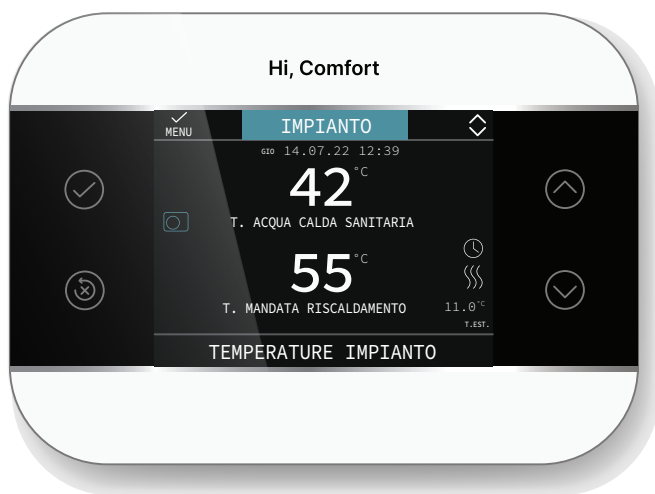 Hi, Comfort
MENU
IMPIANTO
GIO 14.07.22 12:39
42°C
T. ACQUA CALDA SANITARIA
55°C
T. MANDATA RISCALDAMENTO
11.0°C
T.EST.
TEMPERATURE IMPIANTO